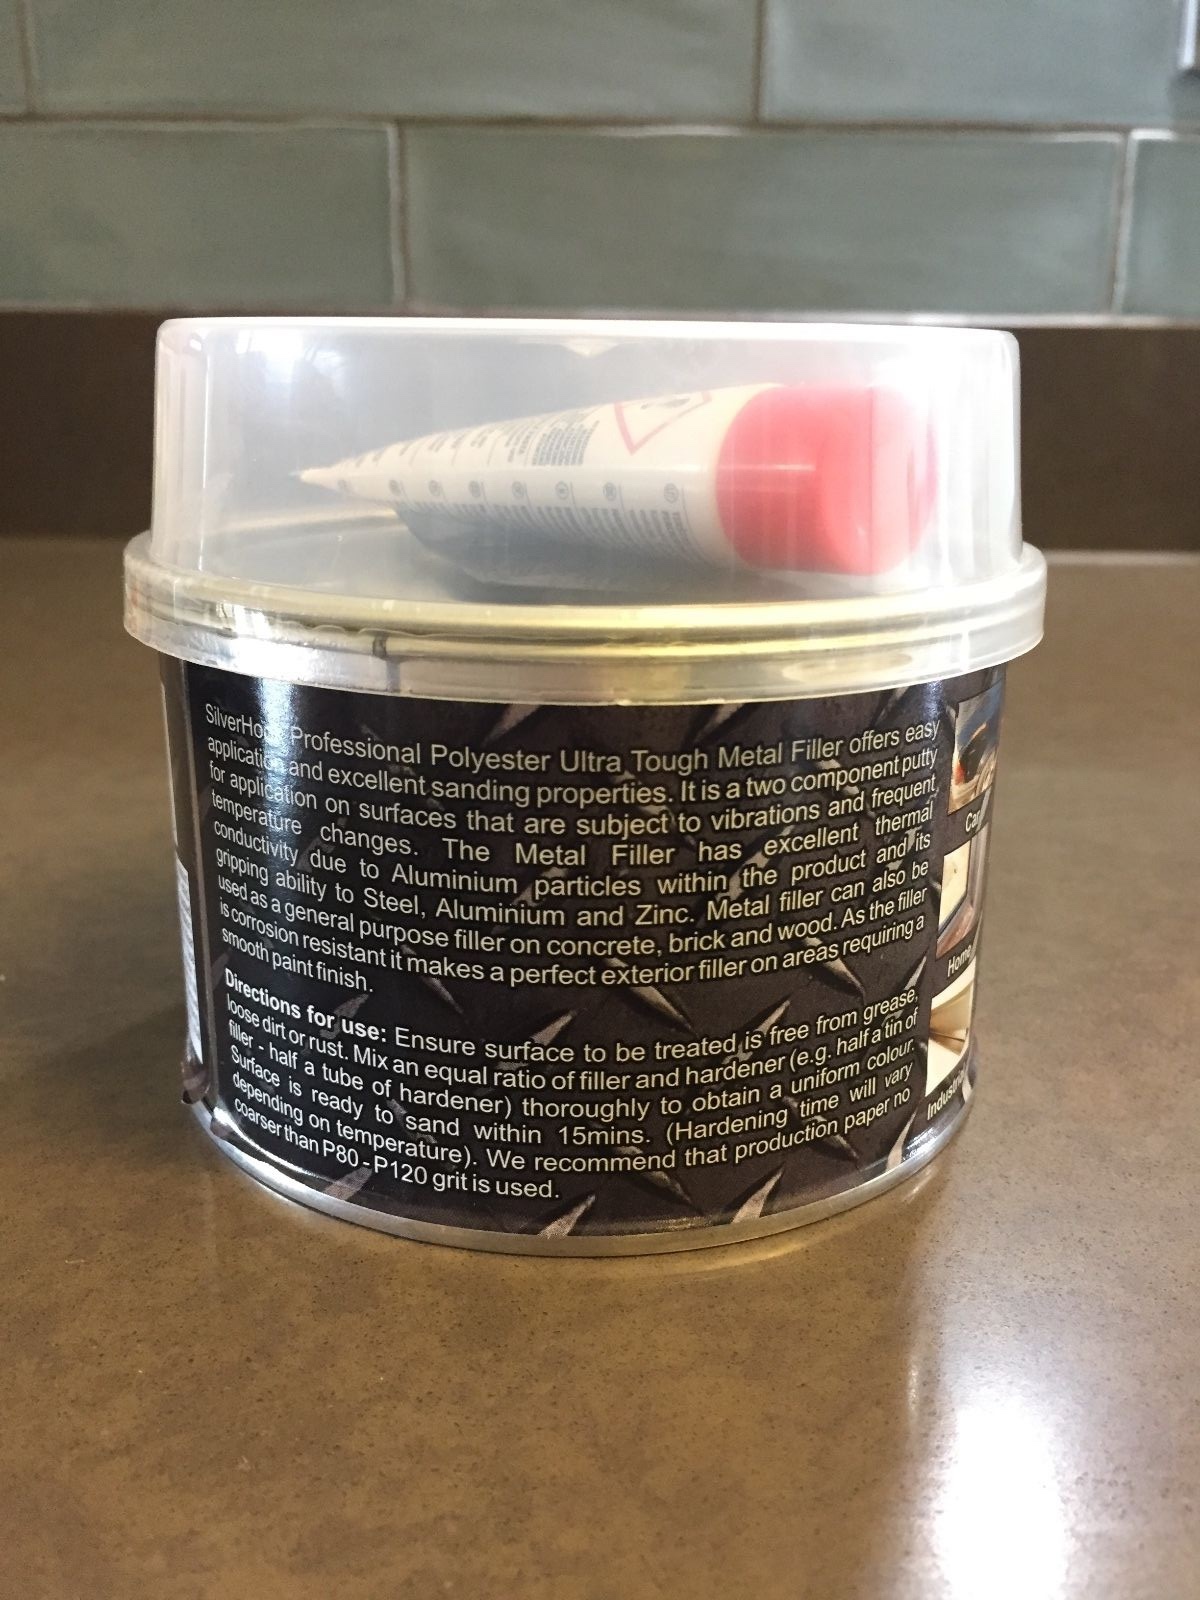 SilverHook Professional Polyester Ultra Tough Metal Filler offers easy
application and excellent sanding properties. It is a two component putty
for application on surfaces that are subject to vibrations and frequent
temperature changes. The Metal Filler has excellent thermal
conductivity due to Aluminium particles within the product and its
gripping ability to Steel, Aluminium and Zinc. Metal filler can also be
used as a general purpose filler on concrete, brick and wood. As the filler
is corrosion resistant it makes a perfect exterior filler on areas requiring a
smooth paint finish.
Directions for use: Ensure surface to be treated is free from grease,
loose dirt or rust. Mix an equal ratio of filler and hardener (e.g. half a tin of
filler - half a tube of hardener) thoroughly to obtain a uniform colour.
Surface is ready to sand within 15mins. (Hardening time will vary
depending on temperature). We recommend that production paper no
coarser than P80 - P120 grit is used.
Car
Home
Industrial